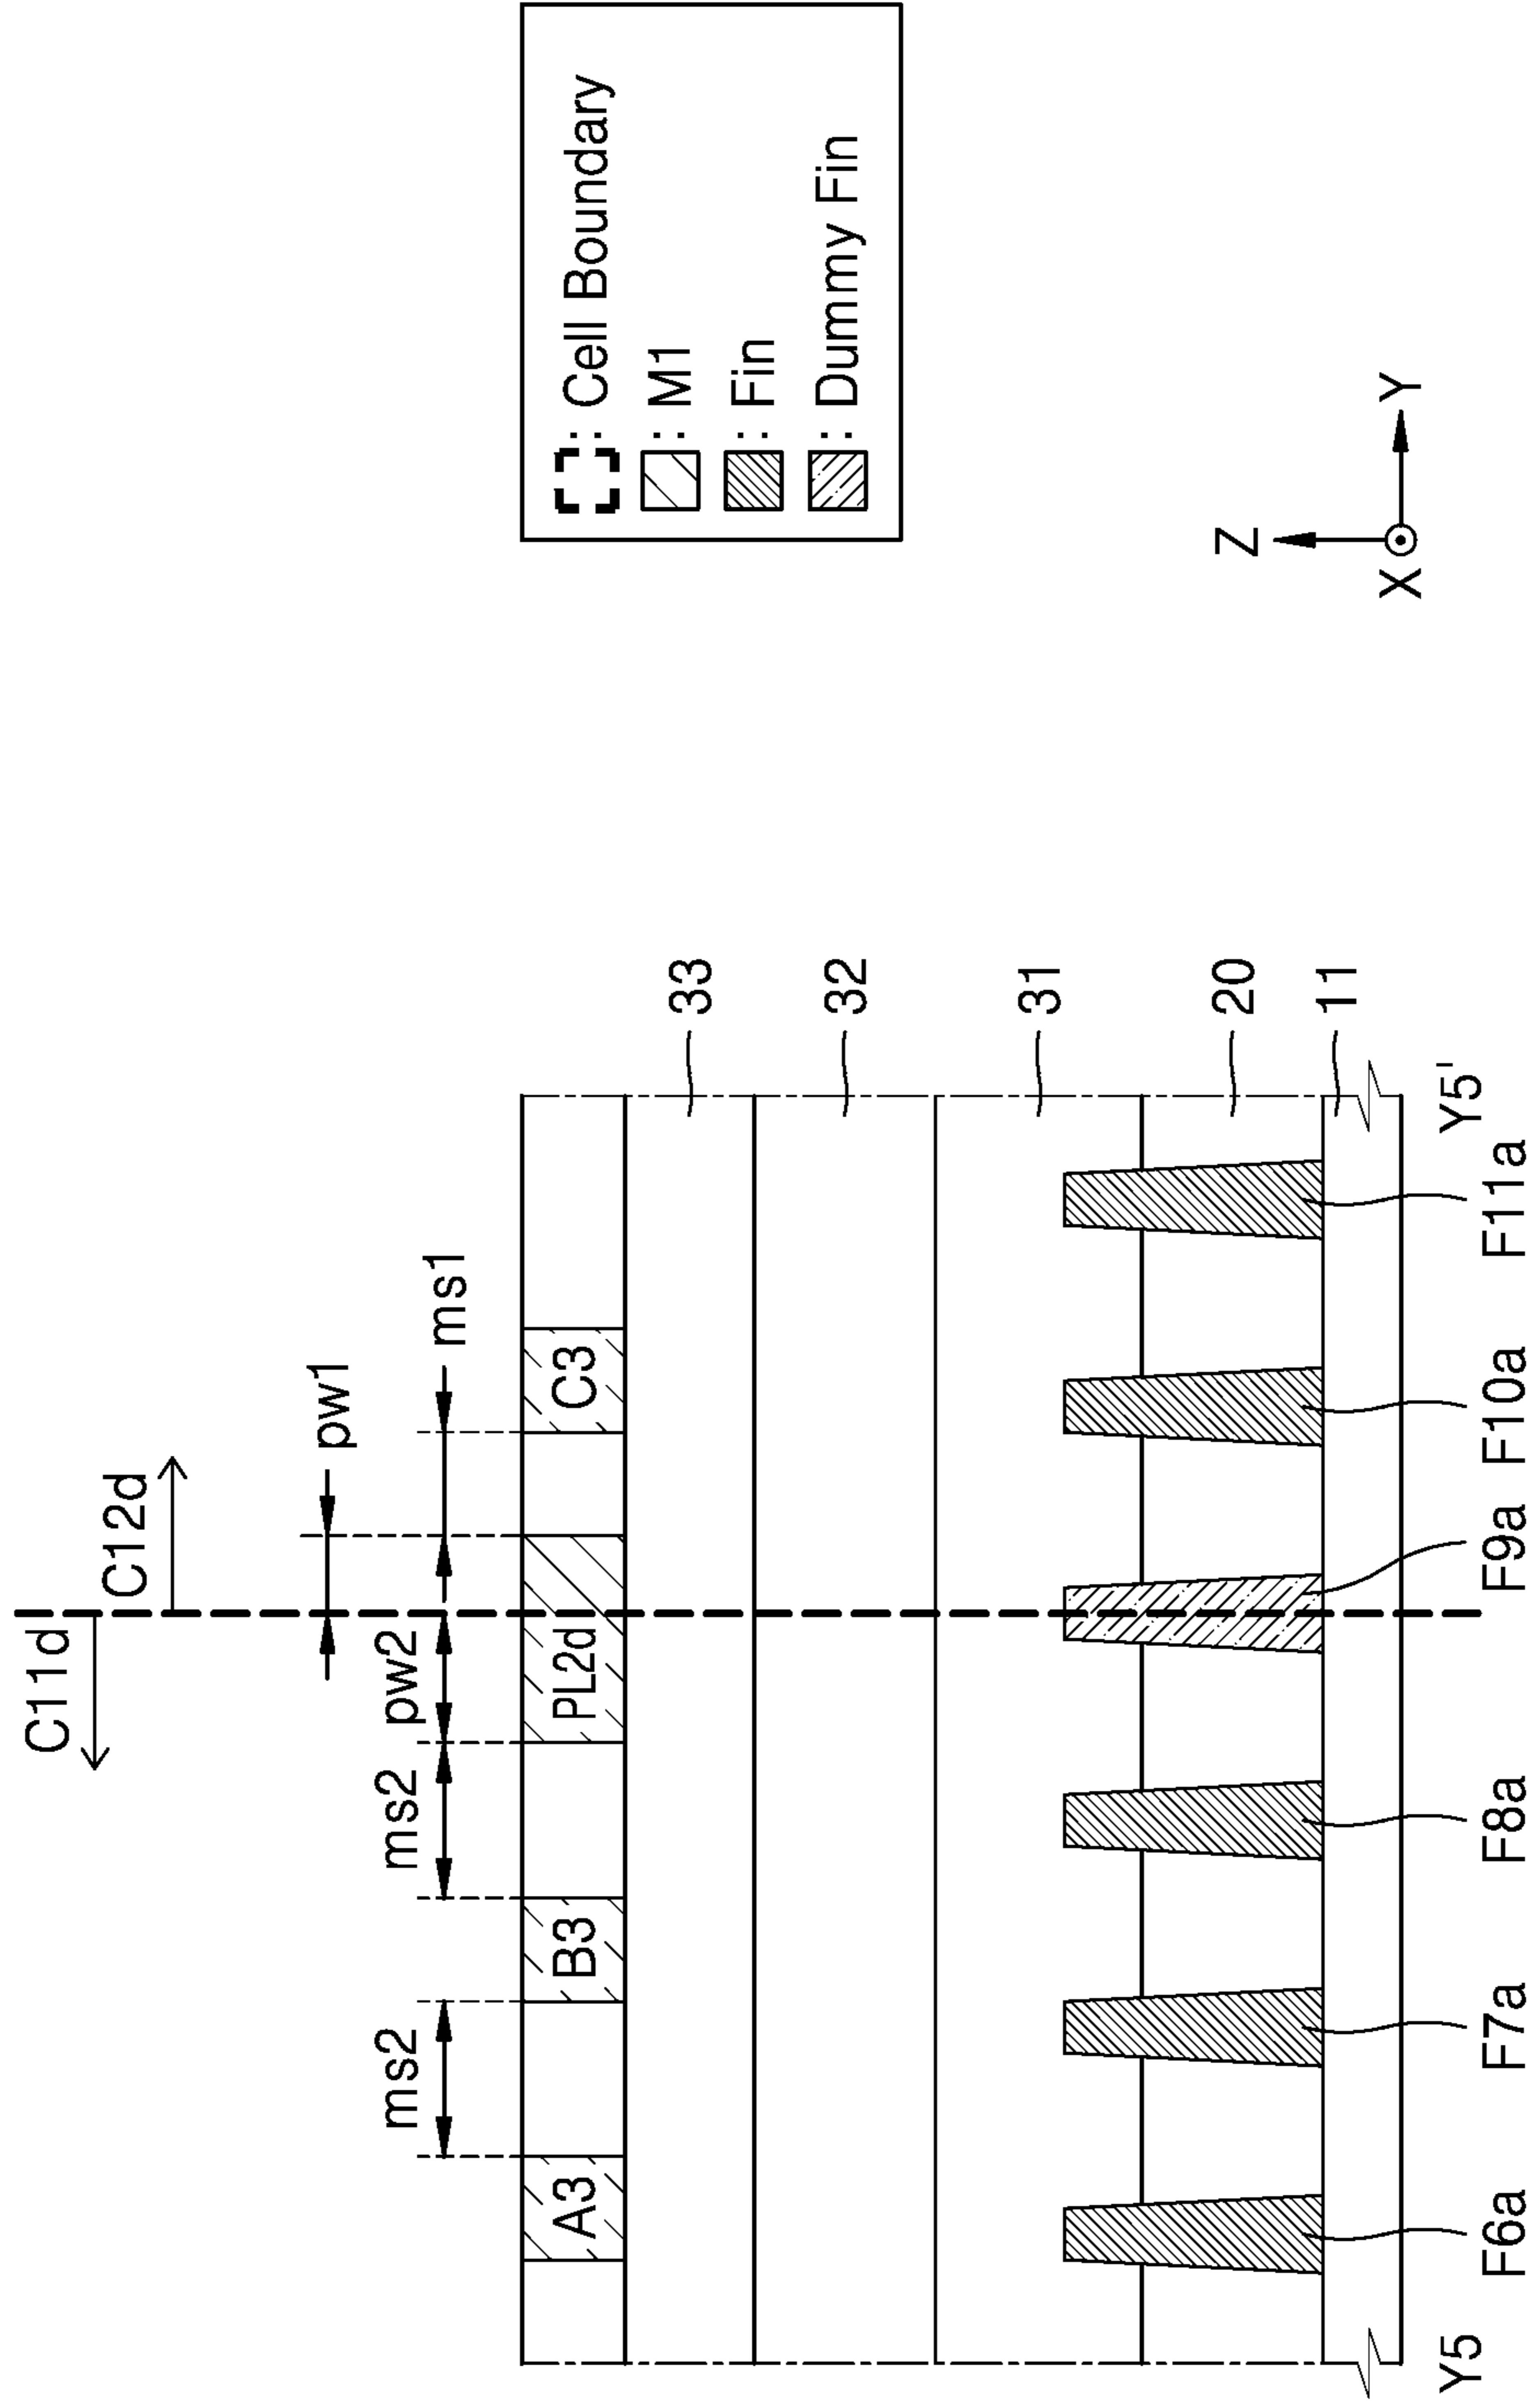 C11d
C12d
pw1
ms2
ms2
pw2
ms1
A3
B3
PL2d
C3
33
32
31
20
11
Y5
Y5'
F6a
F7a
F8a
F9a
F10a
F11a
: Cell Boundary
: M1
: Fin
: Dummy Fin
Z
X
Y